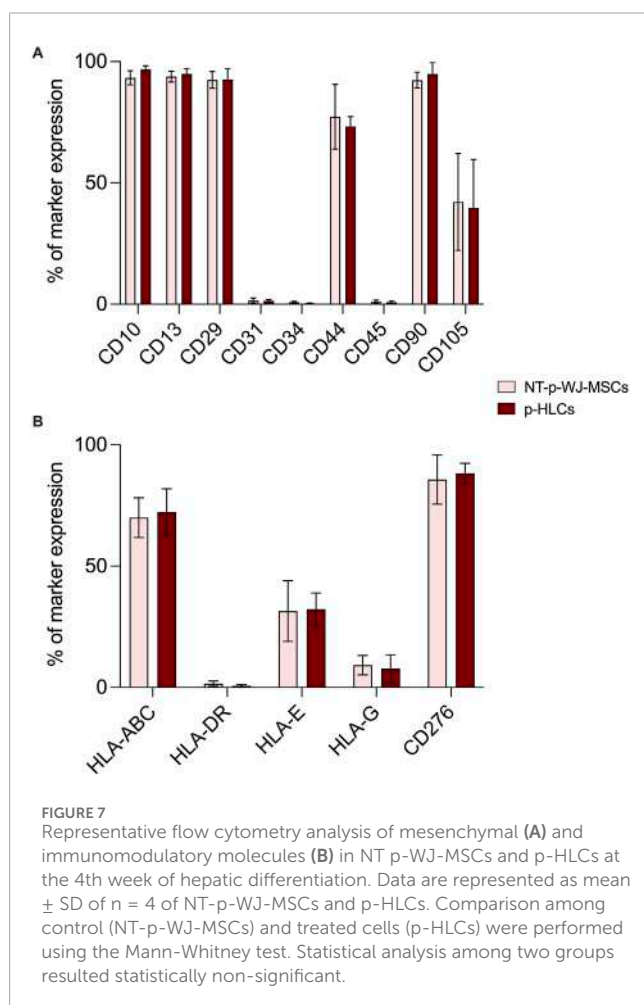 A
% of marker expression
100
50
0
CD10
CD13
CD29
CD31
CD34
CD44
CD45
CD90
CD105
NT-p-WJ-MSCs
p-HLCs
B
% of marker expression
100
50
0
HLA-ABC
HLA-DR
HLA-E
HLA-G
CD276
FIGURE 7
Representative flow cytometry analysis of mesenchymal (A) and
immunomodulatory molecules (B) in NT p-WJ-MSCs and p-HLCs at
the 4th week of hepatic differentiation. Data are represented as mean
± SD of n = 4 of NT-p-WJ-MSCs and p-HLCs. Comparison among
control (NT-p-WJ-MSCs) and treated cells (p-HLCs) were performed
using the Mann-Whitney test. Statistical analysis among two groups
resulted statistically non-significant.